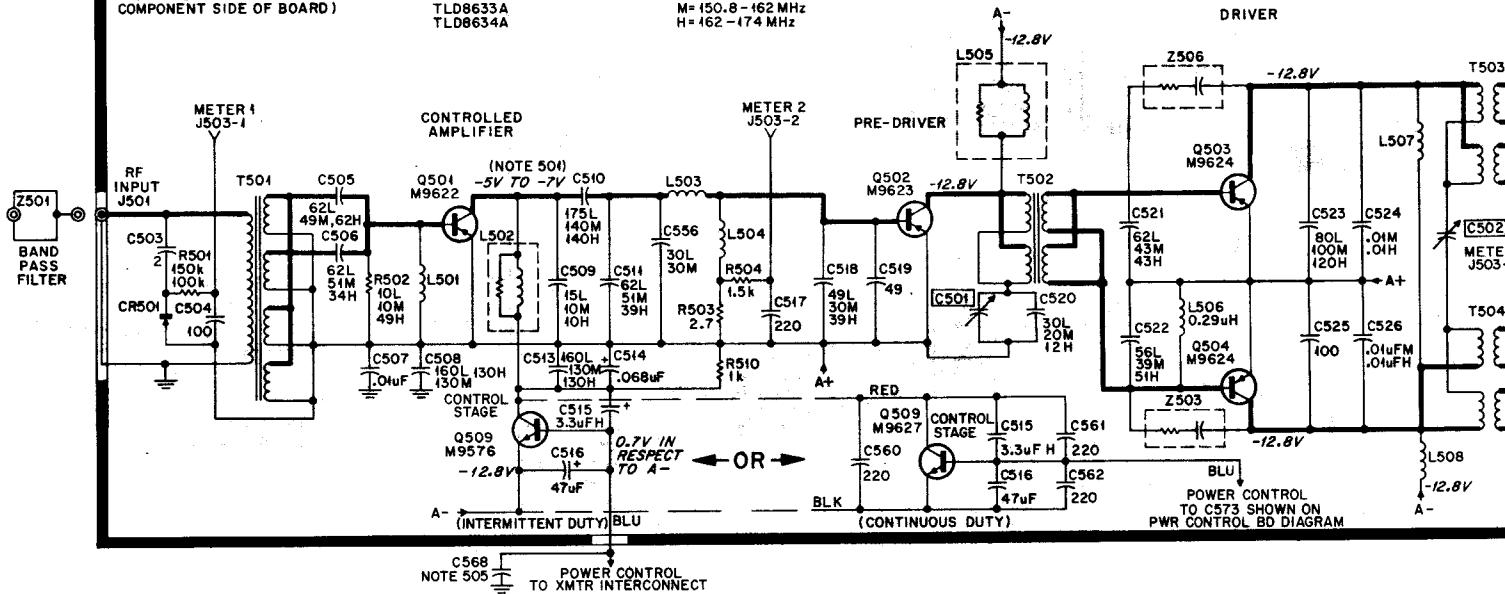 COMPONENT SIDE OF BOARD)
TLD8633A
TLD8634A
M= 150.8-162 MHz
H= 162-174 MHz
A-
-12.8V
L505
DRIVER
Z506
-12.8V
T503
METER 1
J503-1
CONTROLLED
AMPLIFIER
METER 2
J503-2
PRE-DRIVER
L507
RF
INPUT
J501
T501
C505
62L
49M,62H
C506
62L
51M
34H
Q501
M9622
(NOTE 501)
-5V TO -7V
C510
175L
140M
140H
L503
Q502
M9623
-12.8V
T502
Q503
M9624
Z501
BAND
PASS
FILTER
C503
2
R501
150k
100k
CR501
C504
100
R502
10L
10M
49H
L501
L502
C509
15L
10M
10H
C511
62L
51M
39H
C556
30L
30M
L504
R504
1.5k
R503
2.7
C517
220
C518
49L
30M
39H
C519
49
C501
C520
30L
20M
12H
C521
62L
43M
43H
C523
80L
100M
120H
C524
.01M
.01H
C502
METE
J503-
A+
L506
0.29uH
C522
56L
39M
51H
Q504
M9624
C525
100
C526
.01uFM
.01uFH
T504
C507
.01uF
C508
160L
130M
130H
C513
160L
130M
130H
C514
+
.068uF
R510
1k
A+
Z503
-12.8V
CONTROL
STAGE
C515
+
3.3uFH
RED
Q509
M9576
-12.8V
C516
+
47uF
0.7V IN
RESPECT
TO A-
OR
C560
220
Q509
M9627
CONTROL
STAGE
C515
3.3uF H
C516
47uF
C561
220
C562
220
BLU
L508
-12.8V
A-
A-
(INTERMITTENT DUTY)
BLU
BLK
(CONTINUOUS DUTY)
POWER CONTROL
TO C573 SHOWN ON
PWR CONTROL BD DIAGRAM
C568
NOTE 505
POWER CONTROL
TO XMTR INTERCONNECT